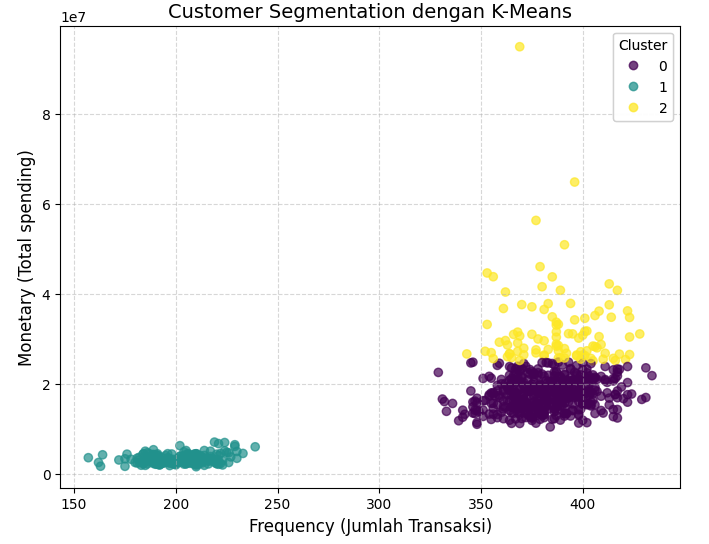 Customer Segmentation dengan K-Means
1e7
Cluster
0
1
2
8
6
4
2
0
Monetary (Total spending)
150 200 250 300 350 400
Frequency (Jumlah Transaksi)